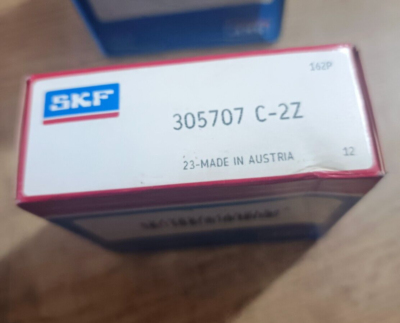 162P
SKF
305707 C-2Z
23-MADE IN AUSTRIA
12